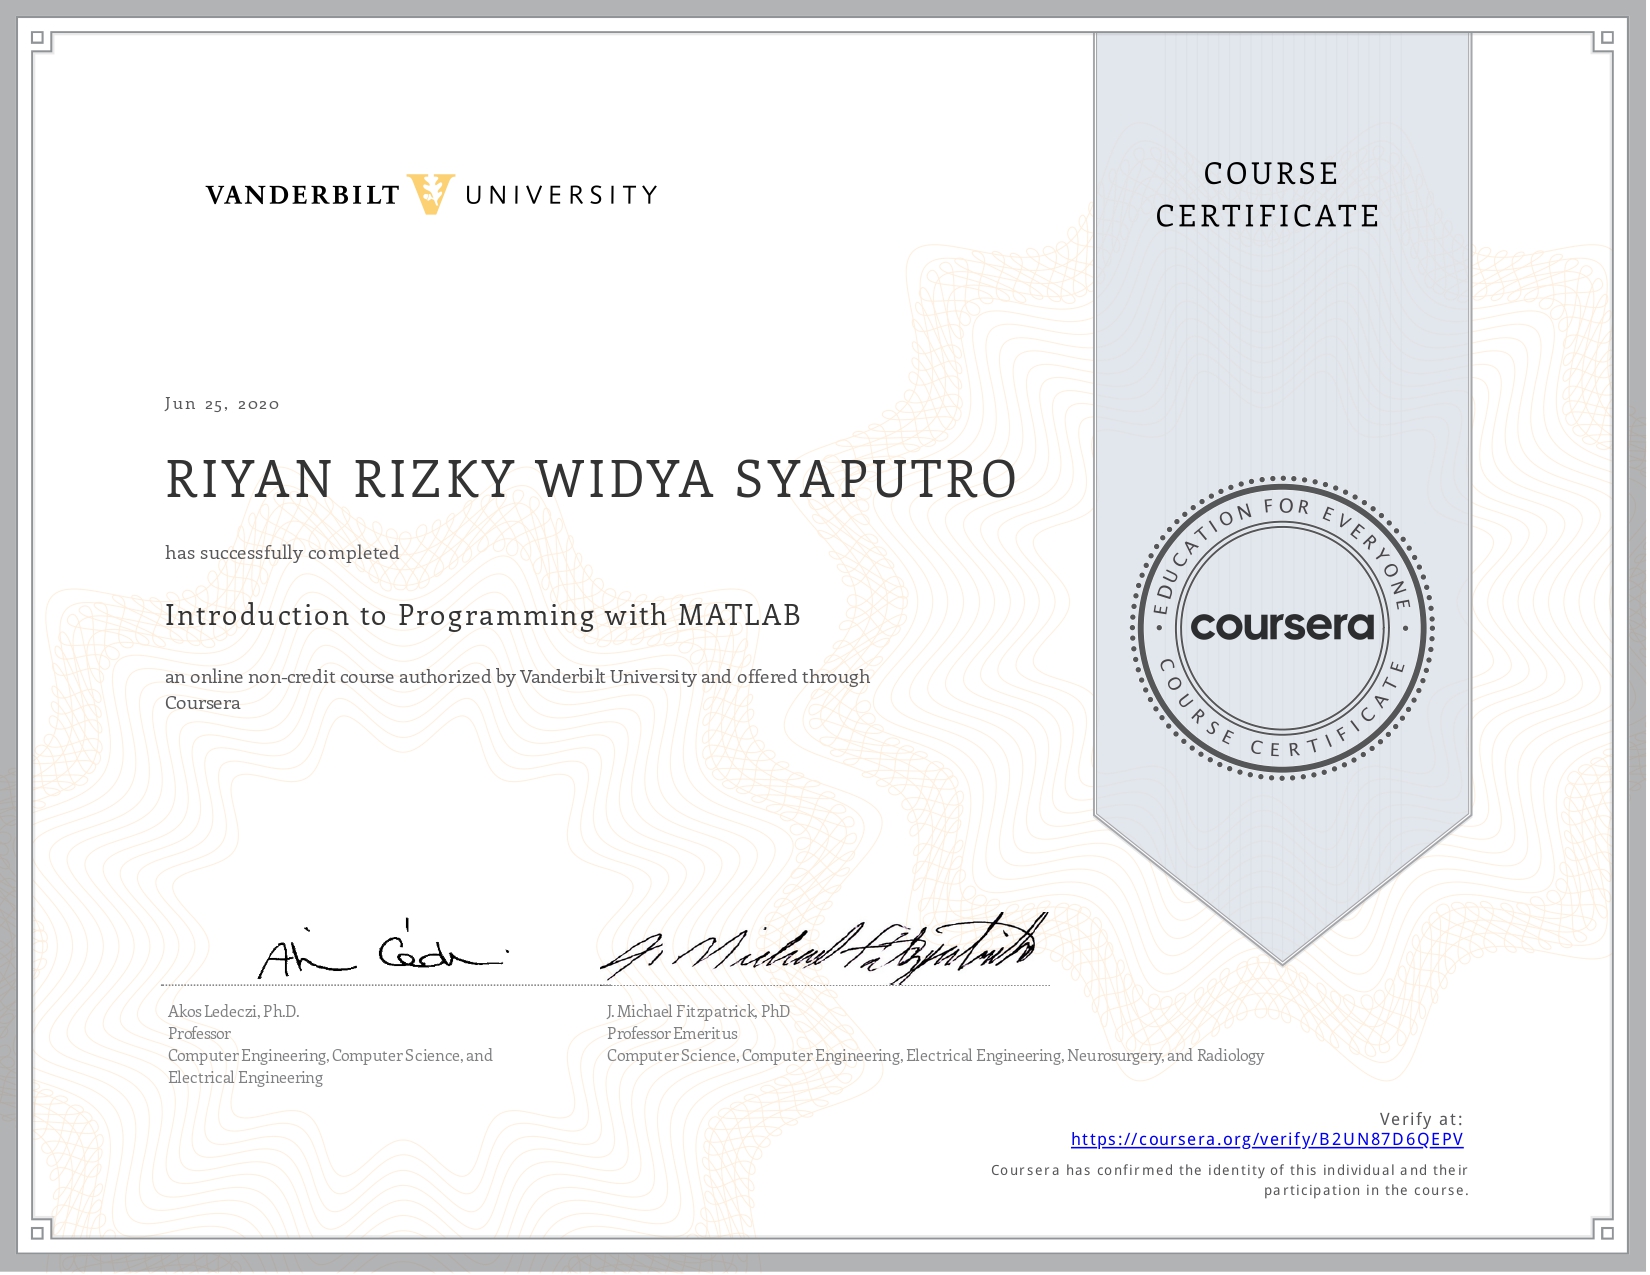 VANDERBILT V UNIVERSITY
COURSE
CERTIFICATE
Jun 25, 2020
RIYAN RIZKY WIDYA SYAPUTRO
has successfully completed
Introduction to Programming with MATLAB
an online non-credit course authorized by Vanderbilt University and offered through
Coursera
EDUCATION FOR EVERYONE
coursera
COURSE CERTIFICATE
J. Michael Fitzpatrick
Akos Ledeczi, Ph.D.
Professor
Computer Engineering, Computer Science, and
Electrical Engineering
J. Michael Fitzpatrick, PhD
Professor Emeritus
Computer Science, Computer Engineering, Electrical Engineering, Neurosurgery, and Radiology
Verify at:
https://coursera.org/verify/B2UN87D6QEPV
Coursera has confirmed the identity of this individual and their
participation in the course.